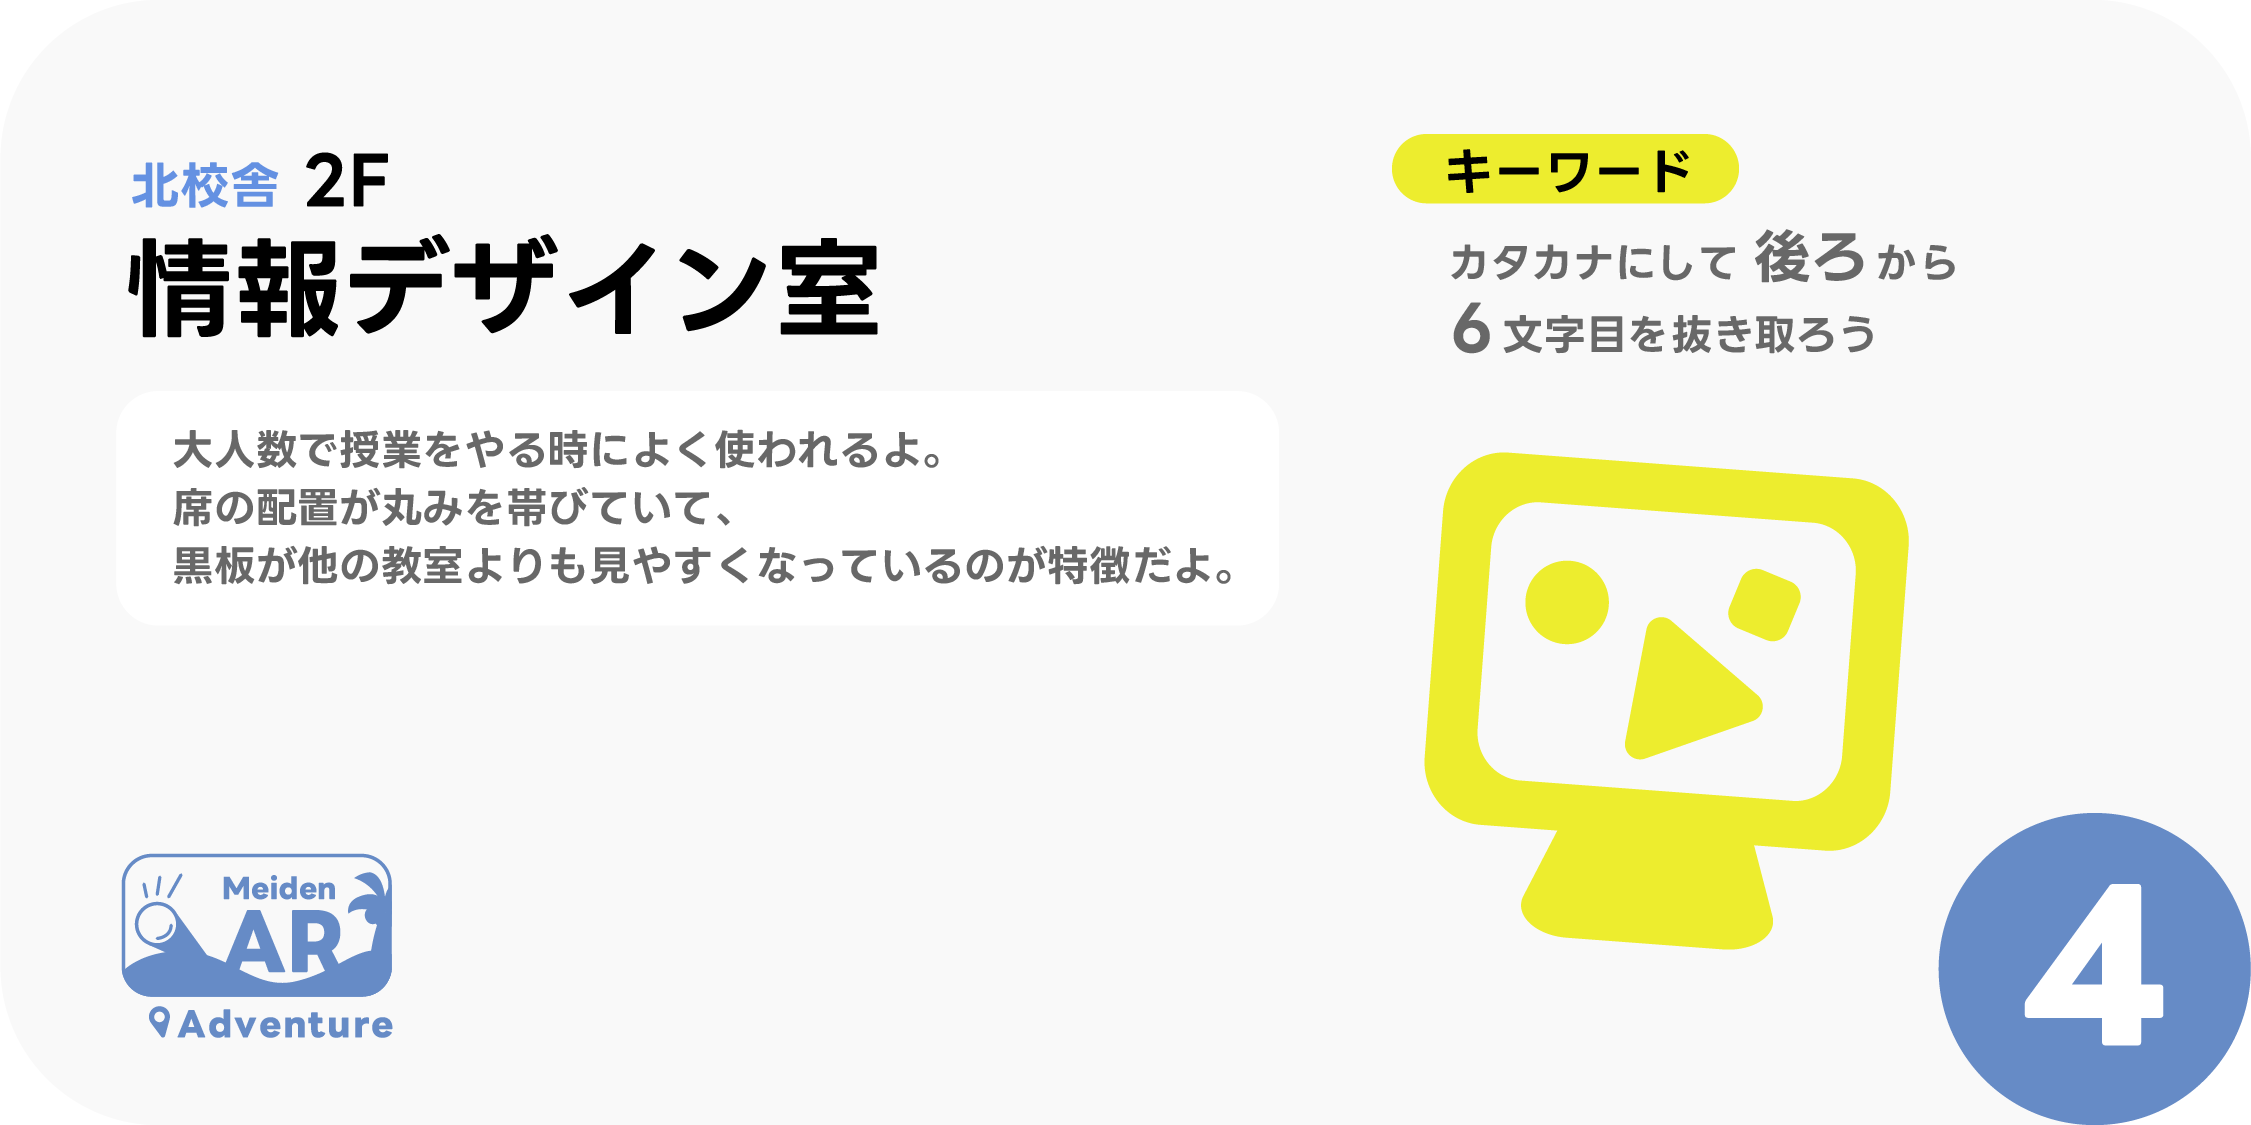 北校舎 2F
情報デザイン室
大人数で授業をやる時によく使われるよ。
席の配置が丸みを帯びていて、
黒板が他の教室よりも見やすくなっているのが特徴だよ。
キーワード
カタカナにして 後ろ から
6 文字目を抜き取ろう
Meiden
AR
Adventure
4